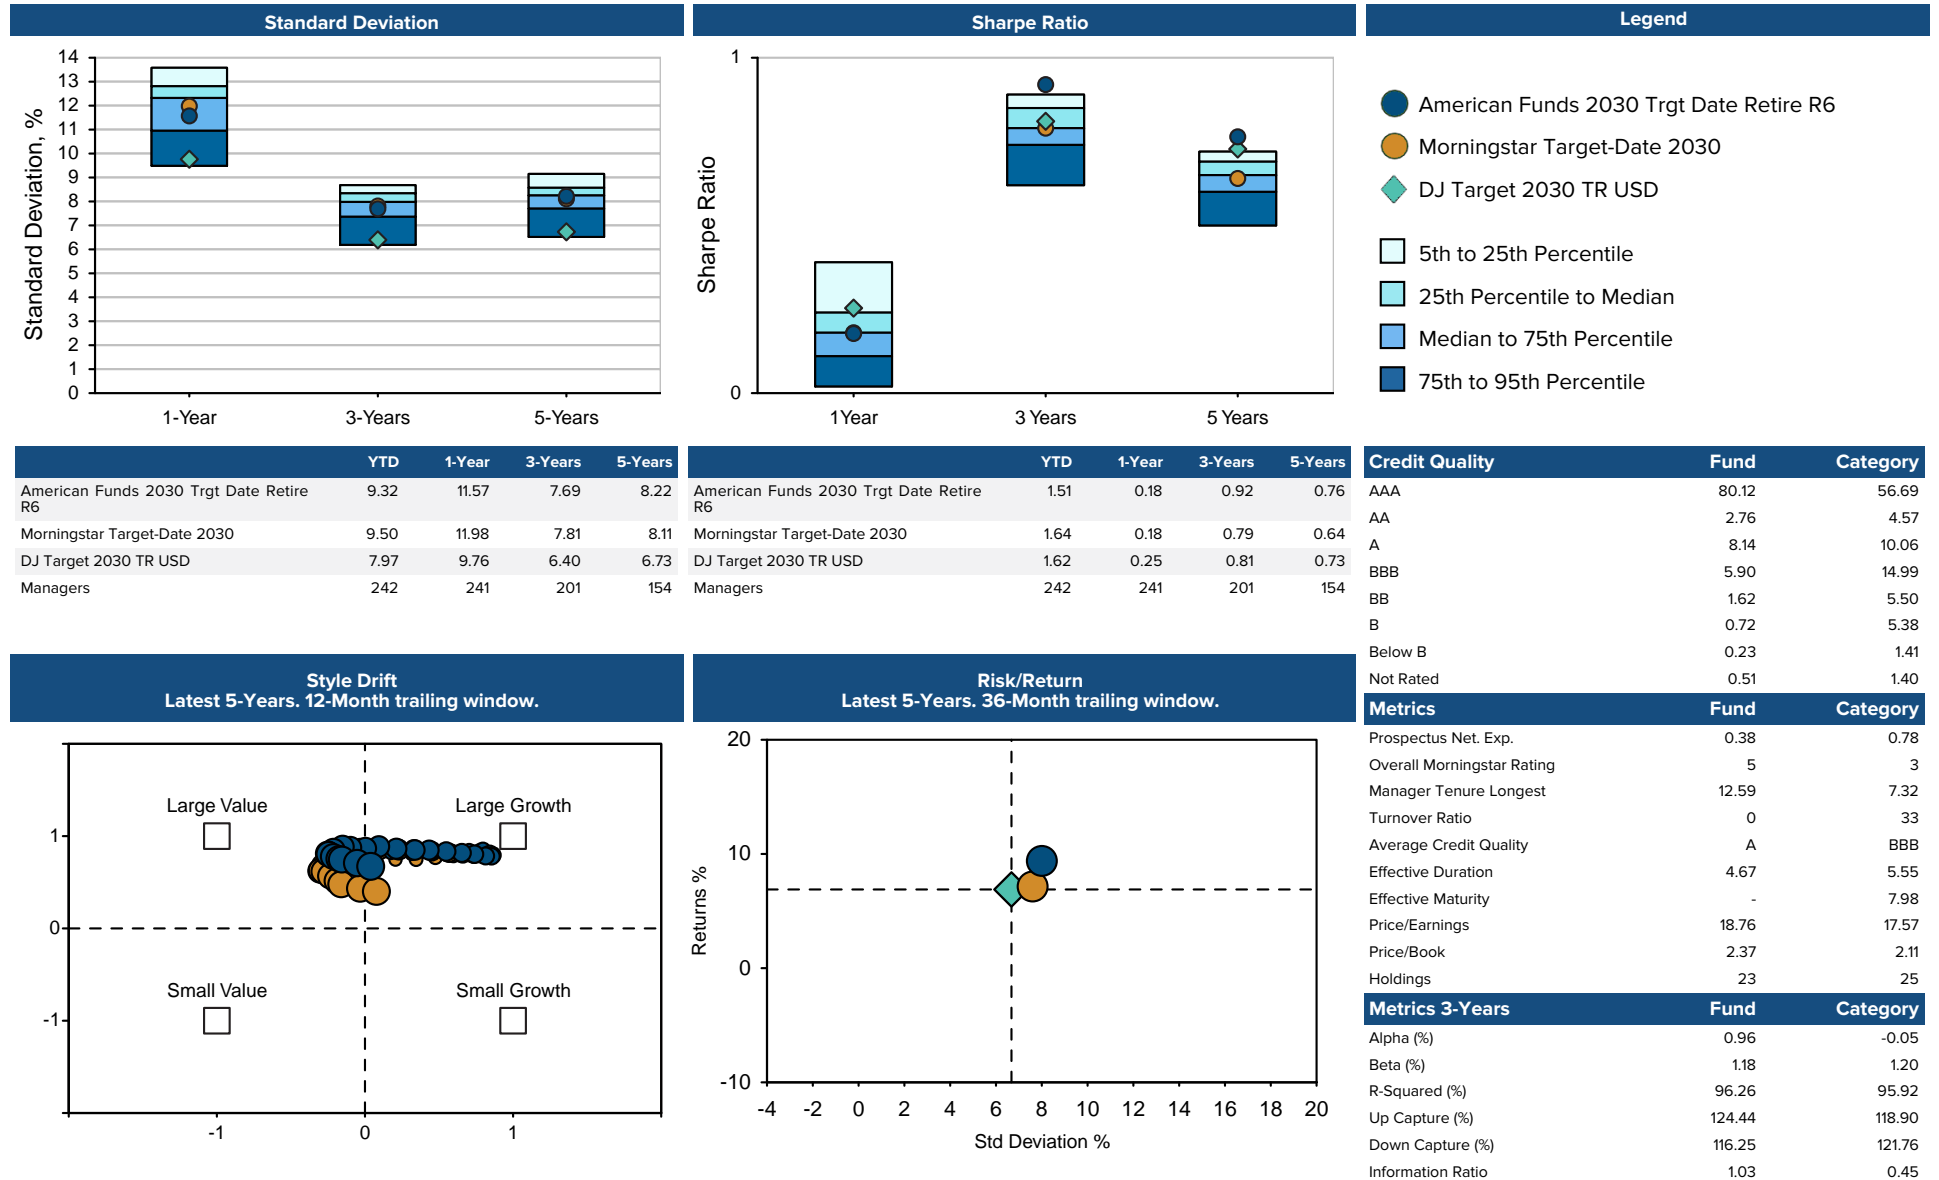 Standard Deviation
14
13
12
11
10
9
8
7
6
5
4
3
2
1
0
Standard Deviation, %
1-Year 3-Years 5-Years
Sharpe Ratio
1
0
Sharpe Ratio
1Year 3 Years 5 Years
Legend
American Funds 2030 Trgt Date Retire R6
Morningstar Target-Date 2030
DJ Target 2030 TR USD
5th to 25th Percentile
25th Percentile to Median
Median to 75th Percentile
75th to 95th Percentile
YTD 1-Year 3-Years 5-Years
American Funds 2030 Trgt Date Retire 9.32 11.57 7.69 8.22
R6
Morningstar Target-Date 2030 9.50 11.98 7.81 8.11
DJ Target 2030 TR USD 7.97 9.76 6.40 6.73
Managers 242 241 201 154
YTD 1-Year 3-Years 5-Years
American Funds 2030 Trgt Date Retire 1.51 0.18 0.92 0.76
R6
Morningstar Target-Date 2030 1.64 0.18 0.79 0.64
DJ Target 2030 TR USD 1.62 0.25 0.81 0.73
Managers 242 241 201 154
Credit Quality Fund Category
AAA 80.12 56.69
AA 2.76 4.57
A 8.14 10.06
BBB 5.90 14.99
BB 1.62 5.50
B 0.72 5.38
Below B 0.23 1.41
Not Rated 0.51 1.40
Metrics Fund Category
Prospectus Net. Exp. 0.38 0.78
Overall Morningstar Rating 5 3
Manager Tenure Longest 12.59 7.32
Turnover Ratio 0 33
Average Credit Quality A BBB
Effective Duration 4.67 5.55
Effective Maturity - 7.98
Price/Earnings 18.76 17.57
Price/Book 2.37 2.11
Holdings 23 25
Metrics 3-Years Fund Category
Alpha (%) 0.96 -0.05
Beta (%) 1.18 1.20
R-Squared (%) 96.26 95.92
Up Capture (%) 124.44 118.90
Down Capture (%) 116.25 121.76
Information Ratio 1.03 0.45
Style Drift
Latest 5-Years. 12-Month trailing window.
Large Value Large Growth
1
0
Small Value Small Growth
-1
-1 0 1
Risk/Return
Latest 5-Years. 36-Month trailing window.
20
10
0
-10
Returns %
-4 -2 0 2 4 6 8 10 12 14 16 18 20
Std Deviation %